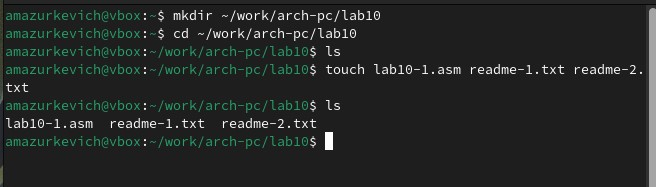 amazurkevich@vbox:~$ mkdir ~/work/arch-pc/lab10
amazurkevich@vbox:~$ cd ~/work/arch-pc/lab10
amazurkevich@vbox:~/work/arch-pc/lab10$ ls
amazurkevich@vbox:~/work/arch-pc/lab10$ touch lab10-1.asm readme-1.txt readme-2.
txt
amazurkevich@vbox:~/work/arch-pc/lab10$ ls
lab10-1.asm  readme-1.txt  readme-2.txt
amazurkevich@vbox:~/work/arch-pc/lab10$